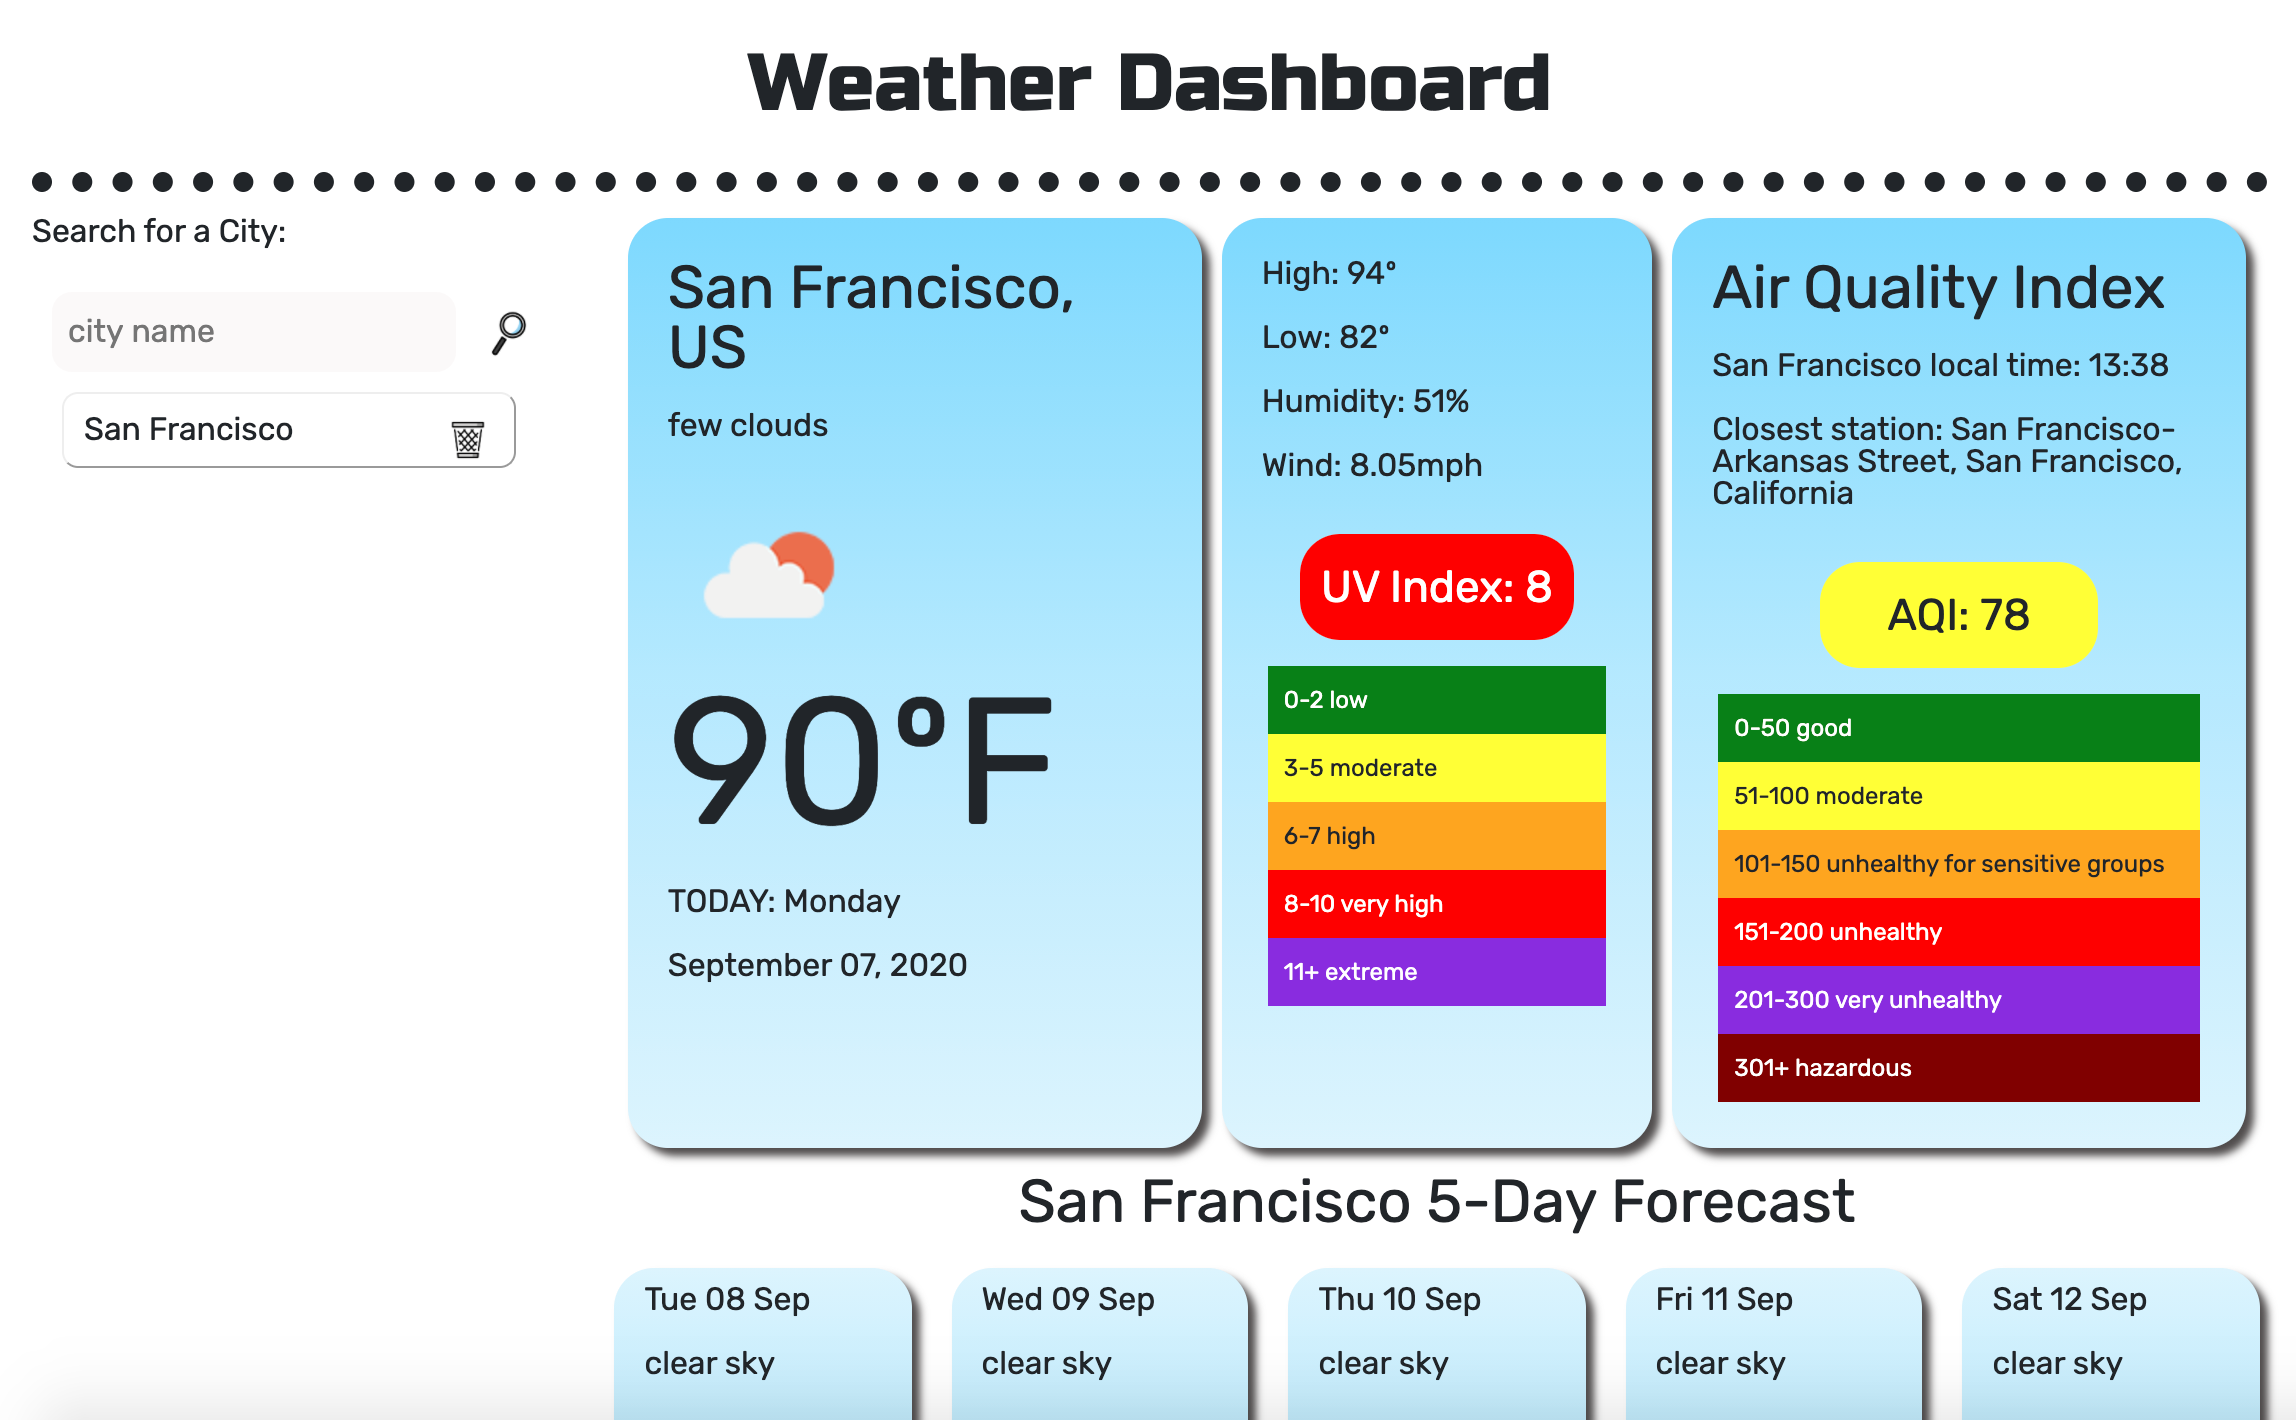 Weather Dashboard
Search for a City:
city name
San Francisco
San Francisco,
US
few clouds
90°F
TODAY: Monday
September 07, 2020
High: 94°
Low: 82°
Humidity: 51%
Wind: 8.05mph
UV Index: 8
0-2 low
3-5 moderate
6-7 high
8-10 very high
11+ extreme
Air Quality Index
San Francisco local time: 13:38
Closest station: San Francisco-
Arkansas Street, San Francisco,
California
AQI: 78
0-50 good
51-100 moderate
101-150 unhealthy for sensitive groups
151-200 unhealthy
201-300 very unhealthy
301+ hazardous
San Francisco 5-Day Forecast
Tue 08 Sep
clear sky
Wed 09 Sep
clear sky
Thu 10 Sep
clear sky
Fri 11 Sep
clear sky
Sat 12 Sep
clear sky